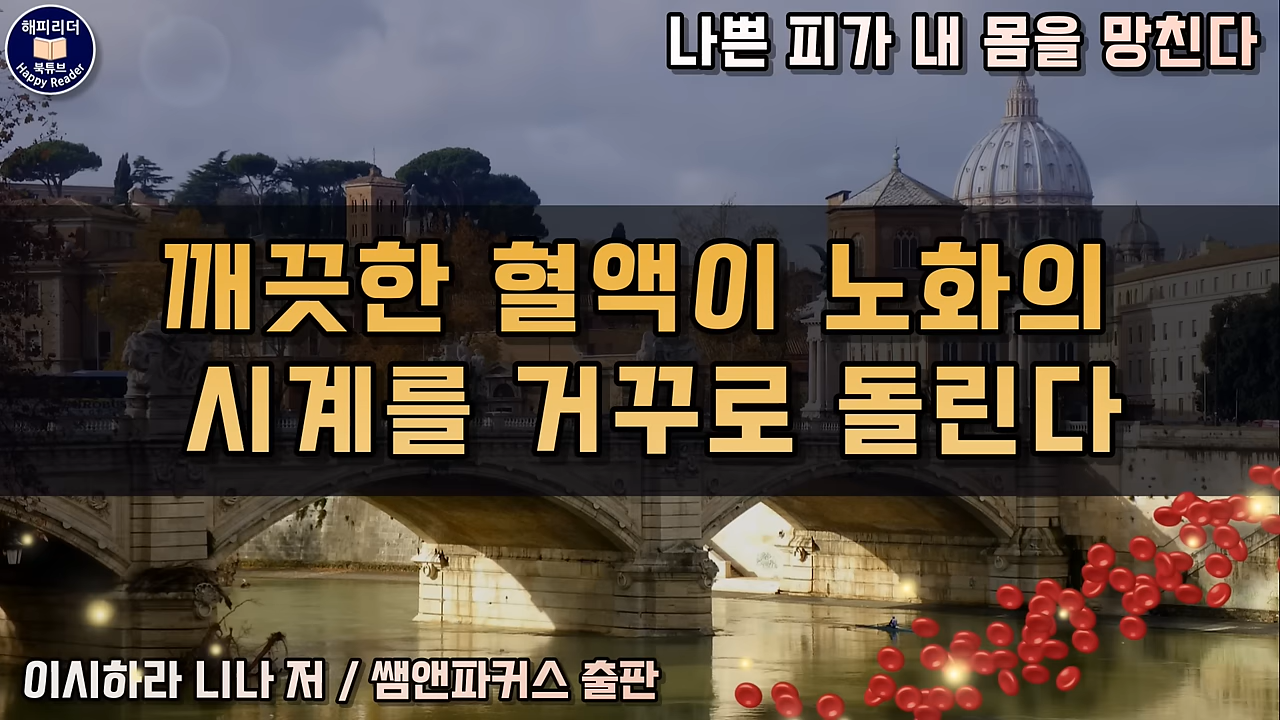 해피리더
북튜브
Happy Reader
나쁜 피가 내 몸을 망친다
깨끗한 혈액이 노화의
시계를 거꾸로 돌린다
이시하라 니나 저 / 쌤앤파커스 출판